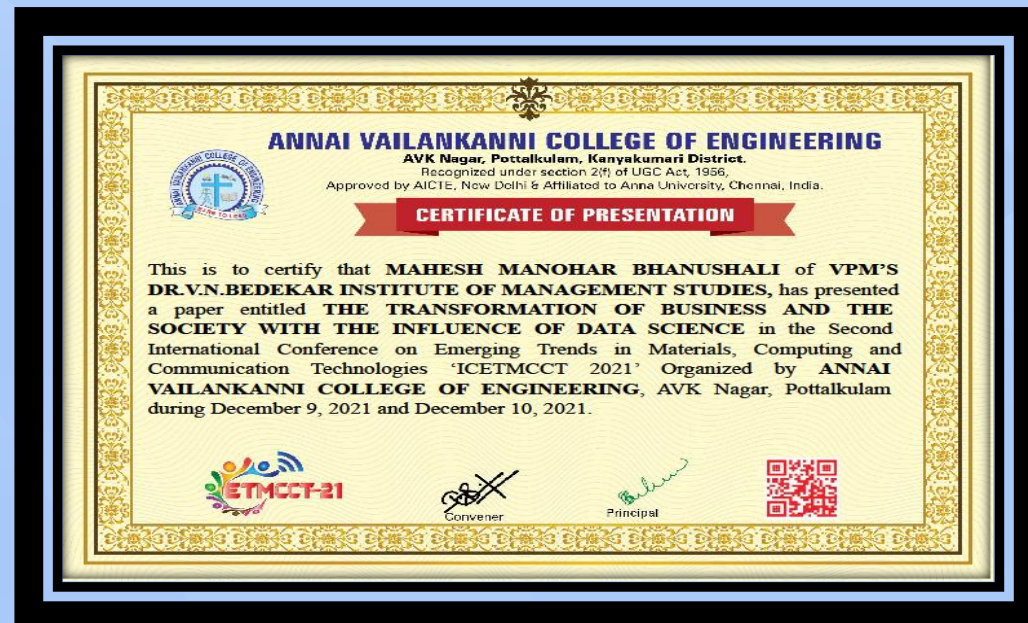 ANNAI VAILANKANNI COLLEGE OF ENGINEERING
AVK Nagar, Pottalkulam, Kanyakumari District.
Recognized under section 2(f) of UGC Act, 1956,
Approved by AICTE, New Delhi & Affiliated to Anna University, Chennai, India.
CERTIFICATE OF PRESENTATION
This is to certify that MAHESH MANOHAR BHANUSHALI of VPM'S
DR.V.N.BEDEKAR INSTITUTE OF MANAGEMENT STUDIES, has presented
a paper entitled THE TRANSFORMATION OF BUSINESS AND THE
SOCIETY WITH THE INFLUENCE OF DATA SCIENCE in the Second
International Conference on Emerging Trends in Materials, Computing and
Communication Technologies 'ICETMCCT 2021' Organized by ANNAI
VAILANKANNI COLLEGE OF ENGINEERING, AVK Nagar, Pottalkulam
during December 9, 2021 and December 10, 2021.
ETMCCT-21
Convener
Principal